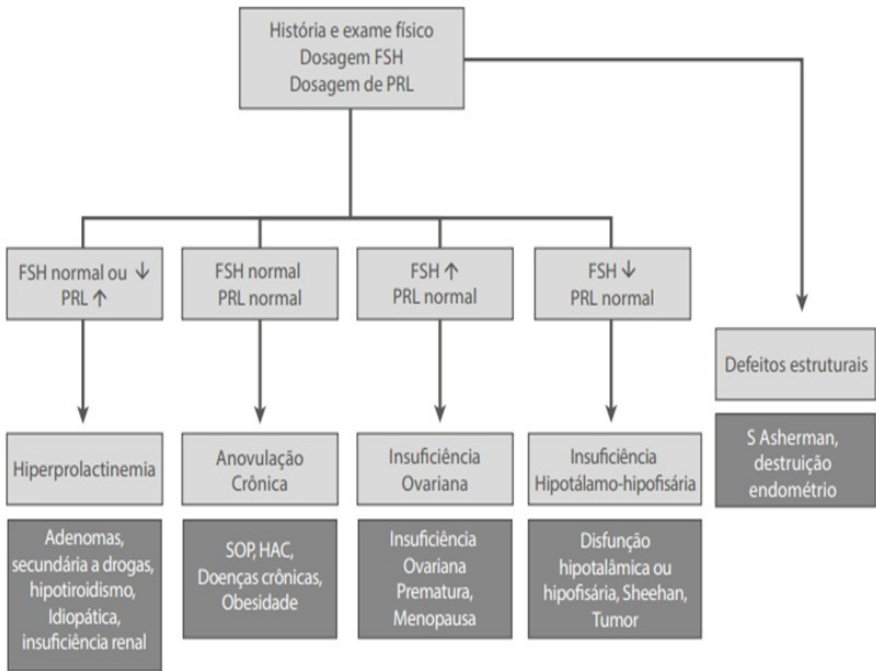 História e exame físico
Dosagem FSH
Dosagem de PRL
FSH normal ou ↓
PRL ↑
FSH normal
PRL normal
FSH ↑
PRL normal
FSH ↓
PRL normal
Defeitos estruturais
S Asherman,
destruição
endométrio
Hiperprolactinemia
Anovulação
Crônica
Insuficiência
Ovariana
Insuficiência
Hipotálamo-hipofisária
Adenomas,
secundária a drogas,
hipotiroidismo,
Idiopática,
insuficiência renal
SOP, HAC,
Doenças crônicas,
Obesidade
Insuficiência
Ovariana
Prematura,
Menopausa
Disfunção
hipotalâmica ou
hipofisária, Sheehan,
Tumor